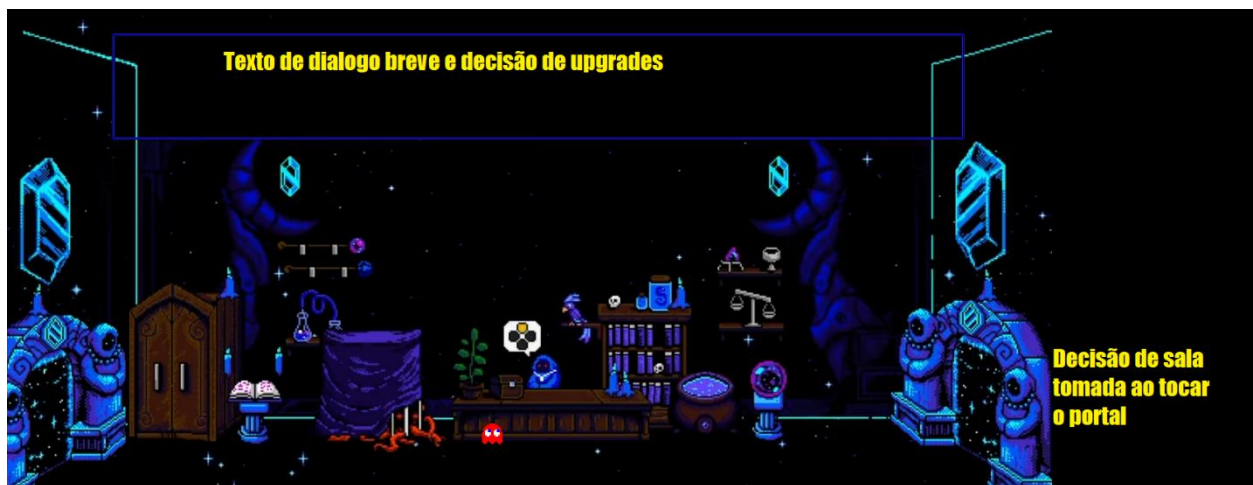 Texto de dialogo breve e decisão de upgrades
Decisão de sala
tomada ao tocar
o portal